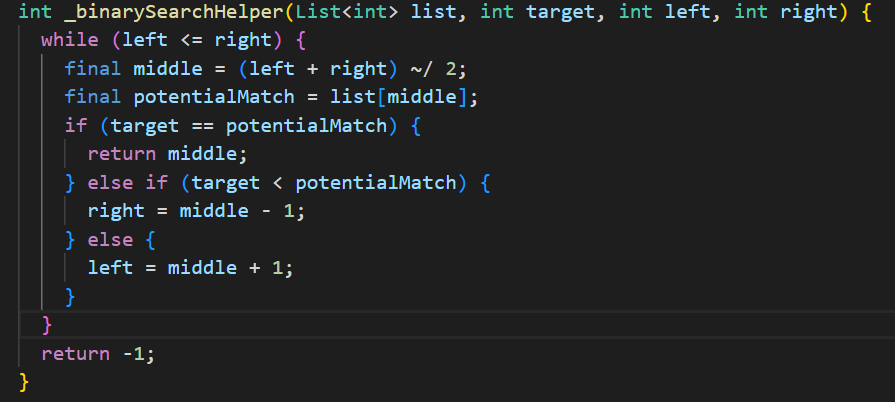 int _binarySearchHelper(List<int> list, int target, int left, int right) {
  while (left <= right) {
    final middle = (left + right) ~/ 2;
    final potentialMatch = list[middle];
    if (target == potentialMatch) {
      return middle;
    } else if (target < potentialMatch) {
      right = middle - 1;
    } else {
      left = middle + 1;
    }
  }
  return -1;
}